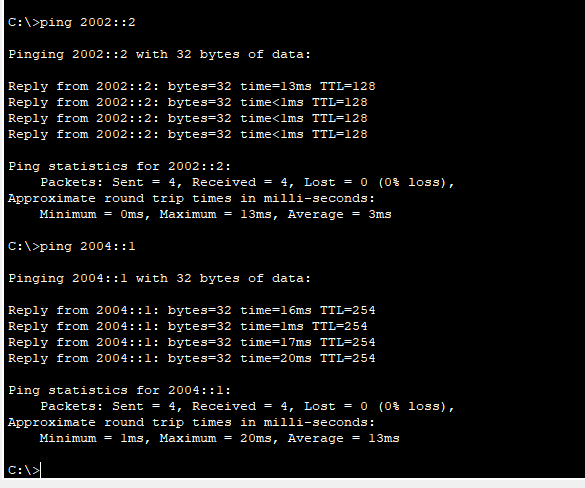 C:\>ping 2002::2
Pinging 2002::2 with 32 bytes of data:
Reply from 2002::2: bytes=32 time=13ms TTL=128
Reply from 2002::2: bytes=32 time<1ms TTL=128
Reply from 2002::2: bytes=32 time<1ms TTL=128
Reply from 2002::2: bytes=32 time<1ms TTL=128
Ping statistics for 2002::2:
    Packets: Sent = 4, Received = 4, Lost = 0 (0% loss),
Approximate round trip times in milli-seconds:
    Minimum = 0ms, Maximum = 13ms, Average = 3ms
C:\>ping 2004::1
Pinging 2004::1 with 32 bytes of data:
Reply from 2004::1: bytes=32 time=16ms TTL=254
Reply from 2004::1: bytes=32 time=1ms TTL=254
Reply from 2004::1: bytes=32 time=17ms TTL=254
Reply from 2004::1: bytes=32 time=20ms TTL=254
Ping statistics for 2004::1:
    Packets: Sent = 4, Received = 4, Lost = 0 (0% loss),
Approximate round trip times in milli-seconds:
    Minimum = 1ms, Maximum = 20ms, Average = 13ms
C:\>